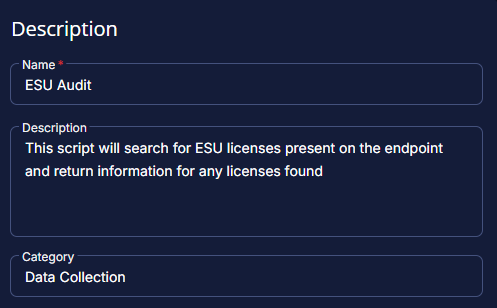 Description
Name *
ESU Audit
Description
This script will search for ESU licenses present on the endpoint
and return information for any licenses found
Category
Data Collection